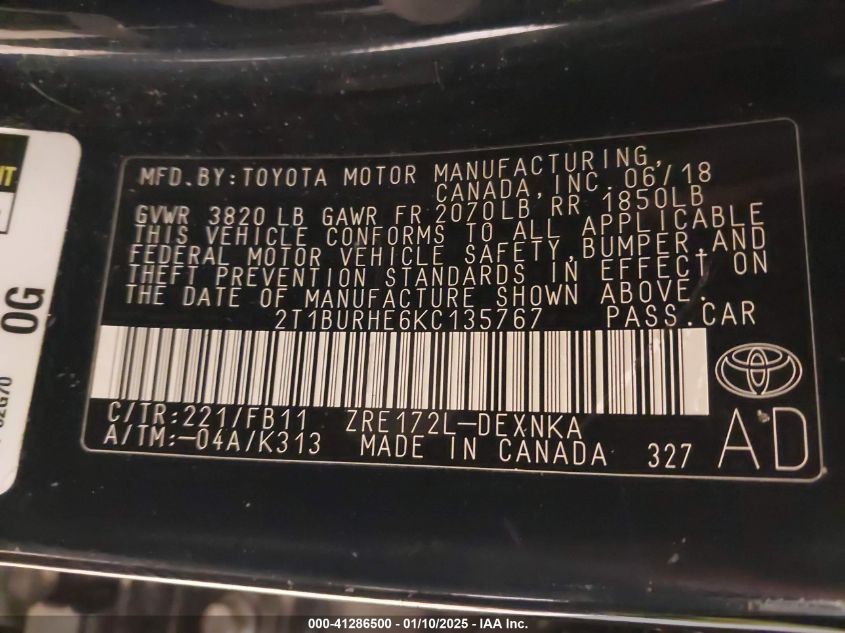 MFD.BY:TOYOTA MOTOR MANUFACTURING,
CANADA,INC. 06/18
GVWR 3820 LB GAWR FR 2070LB RR 1850LB
THIS VEHICLE CONFORMS TO ALL APPLICABLE
FEDERAL MOTOR VEHICLE SAFETY,BUMPER,AND
THEFT PREVENTION STANDARDS IN EFFECT ON
THE DATE OF MANUFACTURE SHOWN ABOVE.
2T1BURHE6KC135767 PASS.CAR
C/TR:221/FB11 ZRE172L-DEXNKA
A/TM:-04A/K313 MADE IN CANADA 327 AD
OG
000-41286500 - 01/10/2025 - IAA Inc.